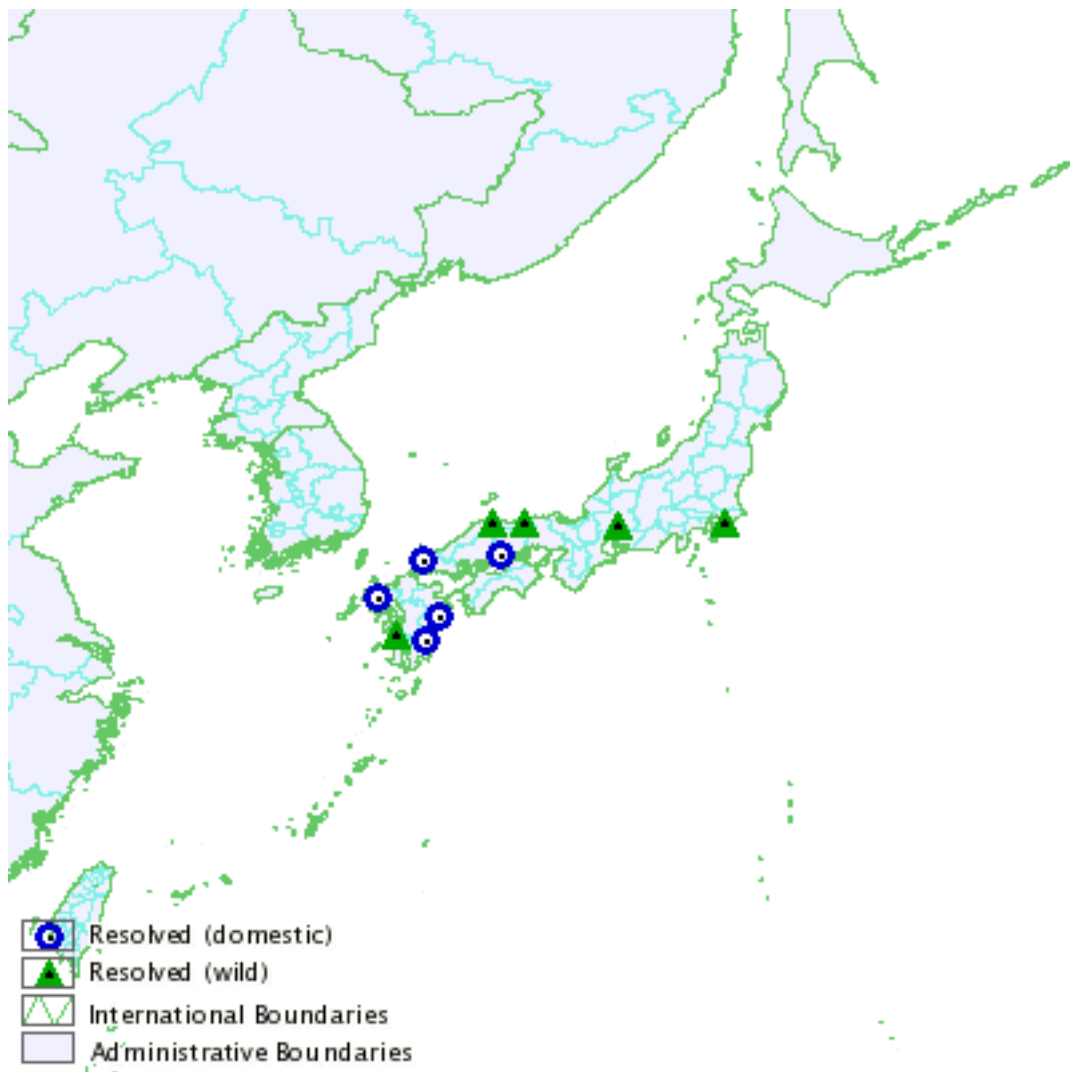 Resolved (domestic)
Resolved (wild)
International Boundaries
Administrative Boundaries